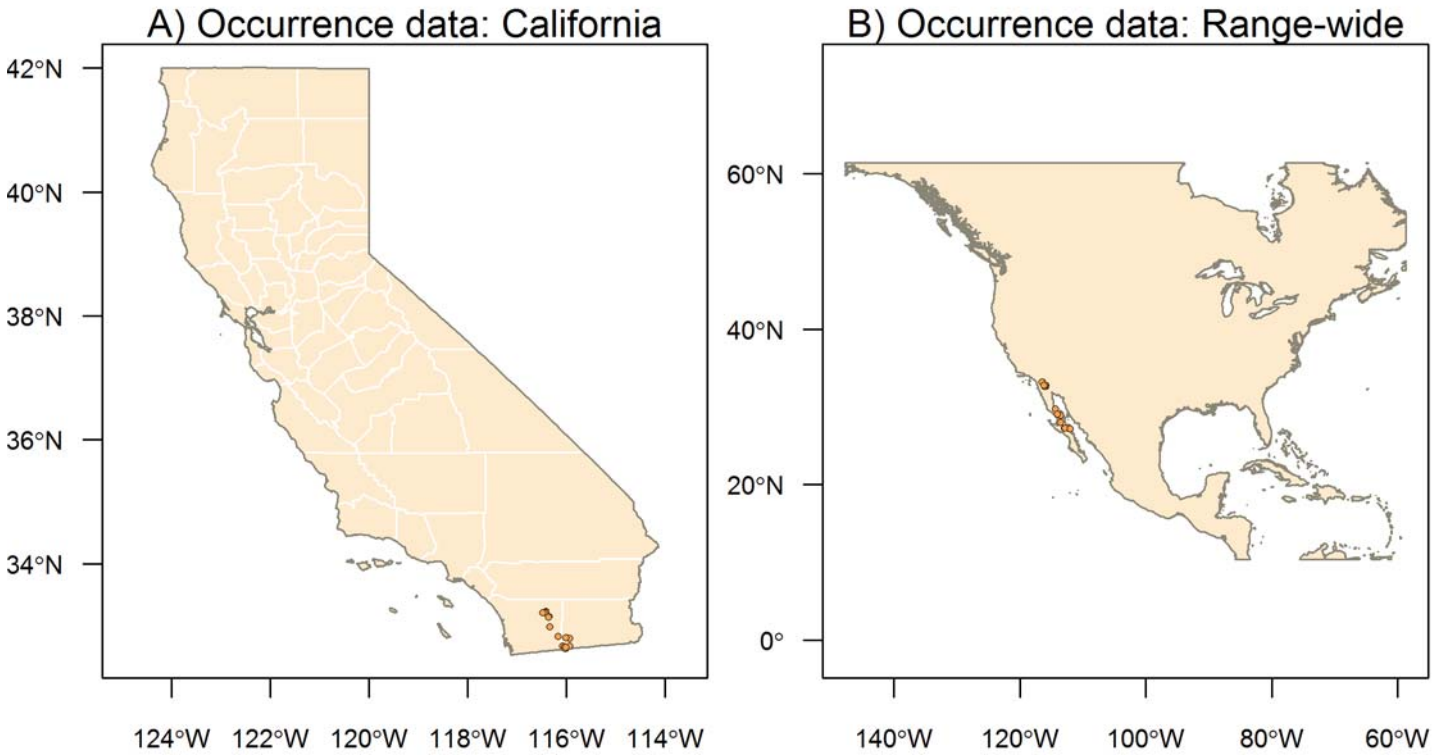 A) Occurrence data: California
42°N
40°N
38°N
36°N
34°N
124°W 122°W 120°W 118°W 116°W 114°W
B) Occurrence data: Range-wide
60°N
40°N
20°N
0°
140°W 120°W 100°W 80°W 60°W